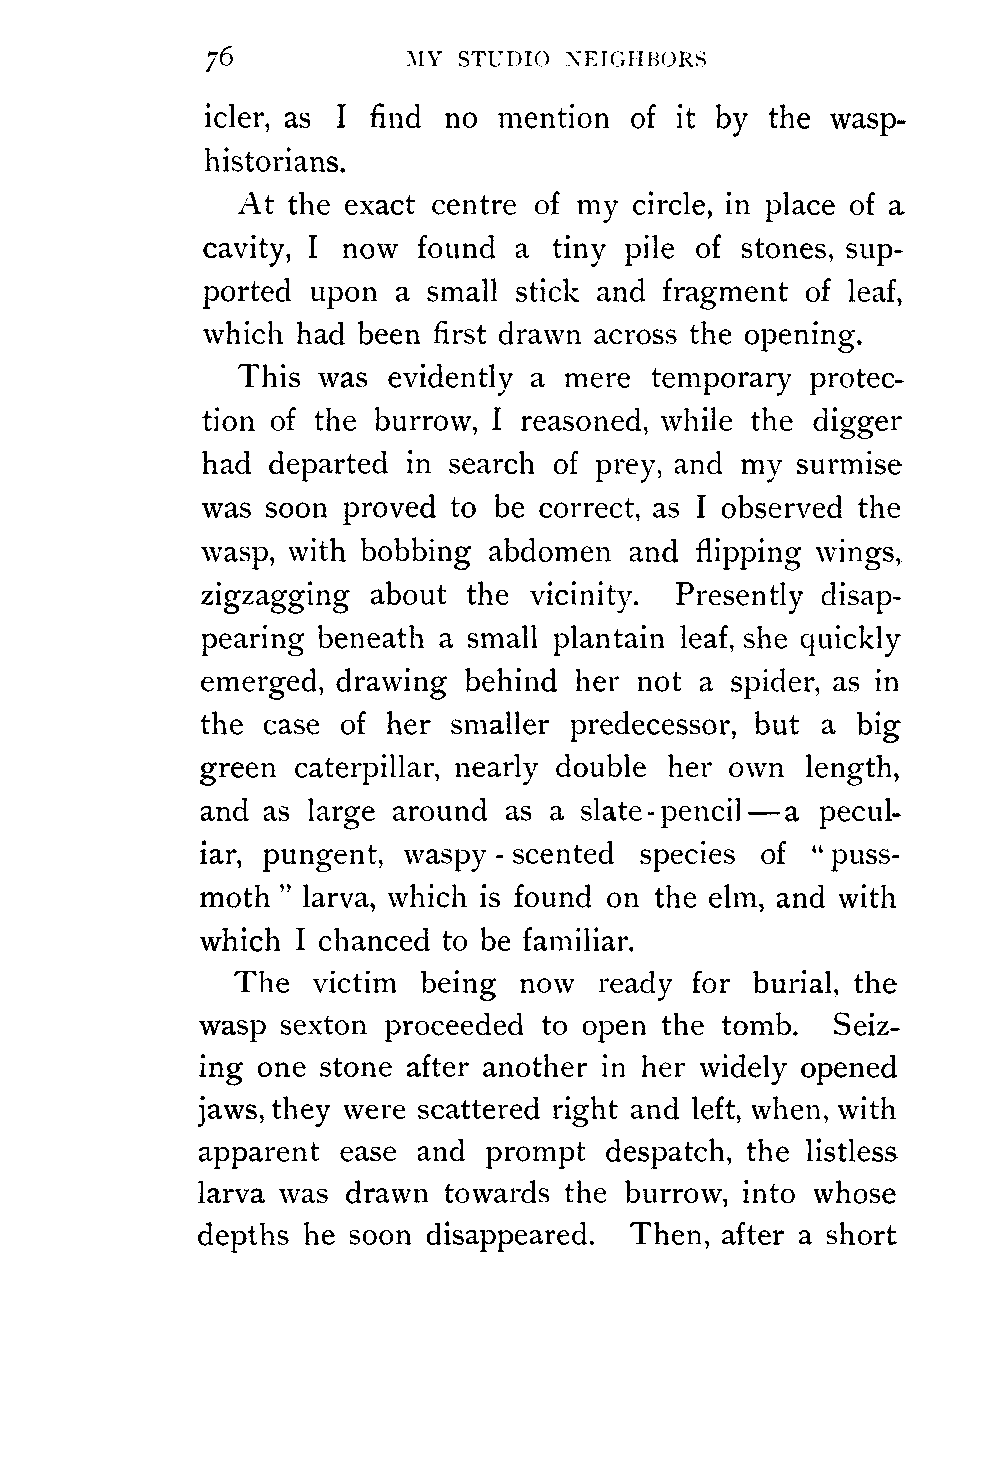 76 MY STUDIO NEIGHBORS
icler, as I find no mention of it by the wasp-
historians.
At the exact centre of my circle, in place of a
cavity, I now found a tiny pile of stones, sup-
ported upon a small stick and fragment of leaf,
which had been first drawn across the opening.
This was evidently a mere temporary protec-
tion of the burrow, I reasoned, while the digger
had departed in search of prey, and my surmise
was soon proved to be correct, as I observed the
wasp, with bobbing abdomen and flipping wings,
zigzagging about the vicinity. Presently disap-
pearing beneath a small plantain leaf, she quickly
emerged, drawing behind her not a spider, as in
the case of her smaller predecessor, but a big
green caterpillar, nearly double her own length,
and as large around as a slate-pencil—a pecul-
iar, pungent, waspy-scented species of “puss-
moth” larva, which is found on the elm, and with
which I chanced to be familiar.
The victim being now ready for burial, the
wasp sexton proceeded to open the tomb. Seiz-
ing one stone after another in her widely opened
jaws, they were scattered right and left, when, with
apparent ease and prompt despatch, the listless
larva was drawn towards the burrow, into whose
depths he soon disappeared. Then, after a short